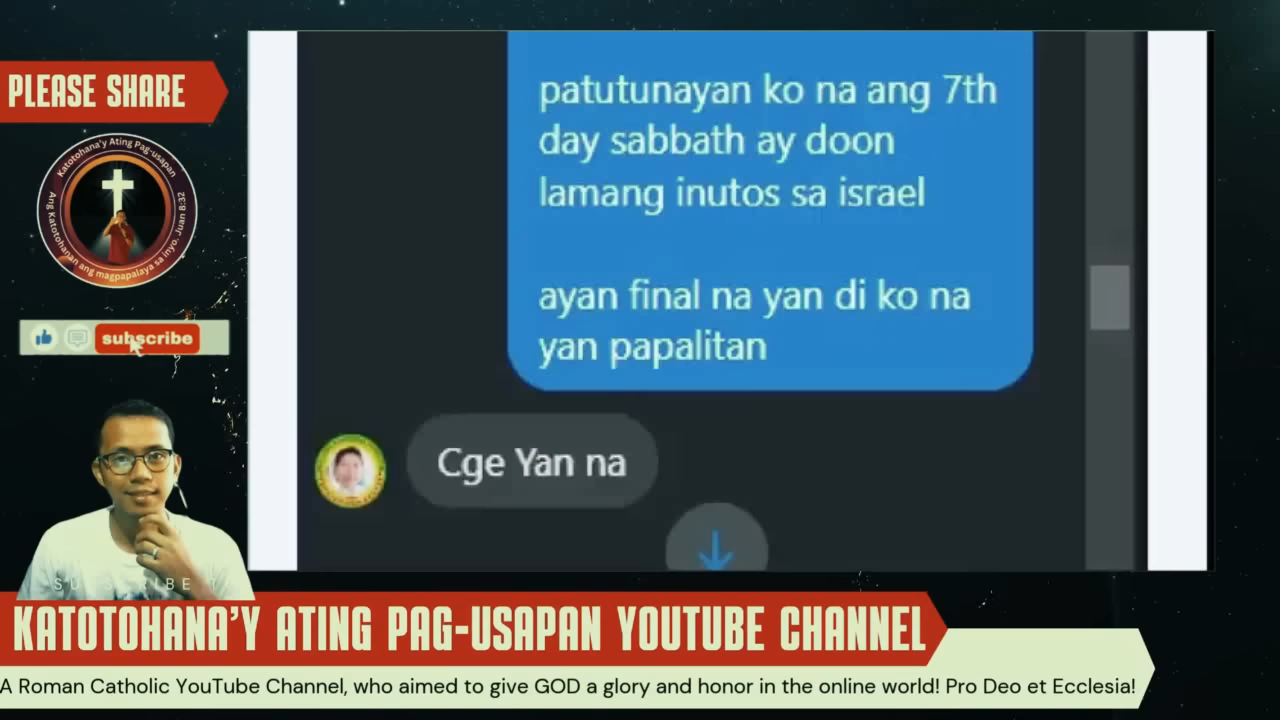 PLEASE SHARE
Katotohana'y Ating Pag-usapan
Ang Katotohanan ang magpapalaya sa inyo. Juan 8:32
subscribe
patutunayan ko na ang 7th
day sabbath ay doon
lamang inutos sa israel
ayan final na yan di ko na
yan papalitan
Cge Yan na
SUBSCRIBE
KATOTOHANA'Y ATING PAG-USAPAN YOUTUBE CHANNEL
A Roman Catholic YouTube Channel, who aimed to give GOD a glory and honor in the online world! Pro Deo et Ecclesia!